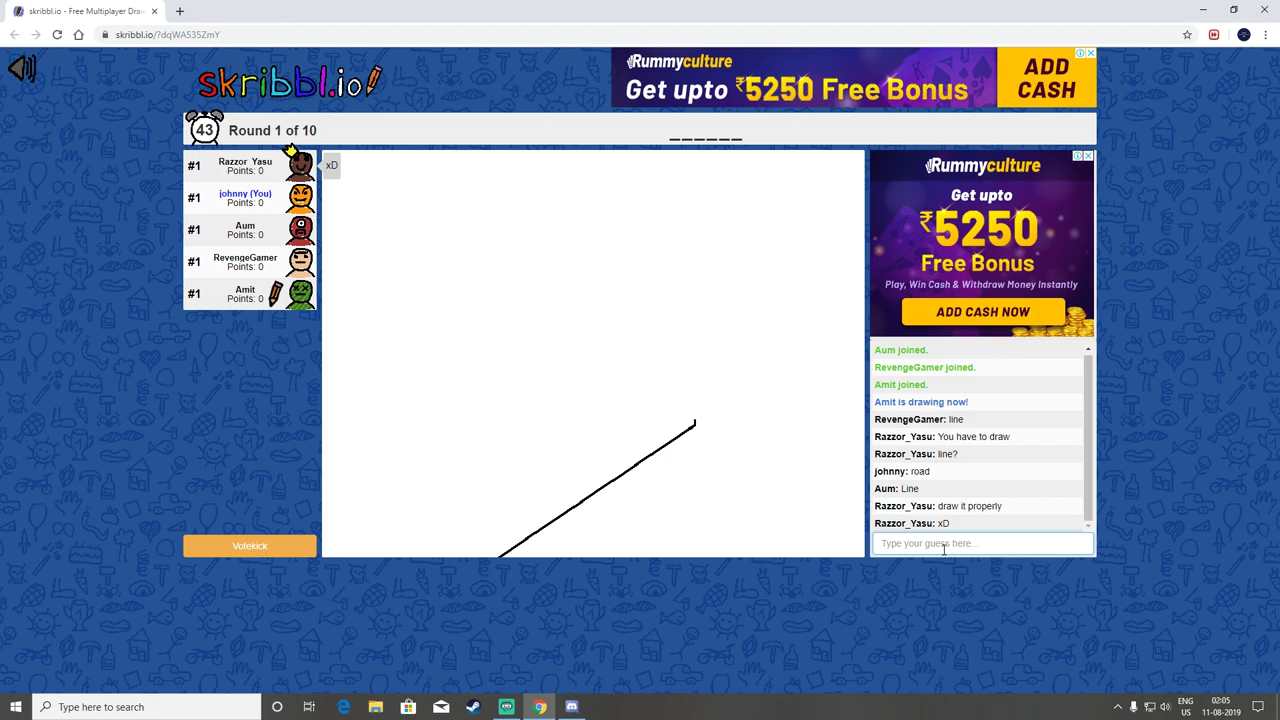 skribbl.io - Free Multiplayer Dra
skribbl.io/?dqWA535ZmY
skribbl.io
Rummyculture
Get upto ₹5250 Free Bonus
ADD
CASH
43
Round 1 of 10
______
#1
Razzor_Yasu
Points: 0
#1
johnny (You)
Points: 0
#1
Aum
Points: 0
#1
RevengeGamer
Points: 0
#1
Amit
Points: 0
Votekick
xD
Rummyculture
Get upto
₹5250
Free Bonus
Play, Win Cash & Withdraw Money Instantly
ADD CASH NOW
Aum joined.
RevengeGamer joined.
Amit joined.
Amit is drawing now!
RevengeGamer: line
Razzor_Yasu: You have to draw
Razzor_Yasu: line?
johnny: road
Aum: Line
Razzor_Yasu: draw it properly
Razzor_Yasu: xD
Type your guess here...
Type here to search
ENG
US
02:05
11-08-2019